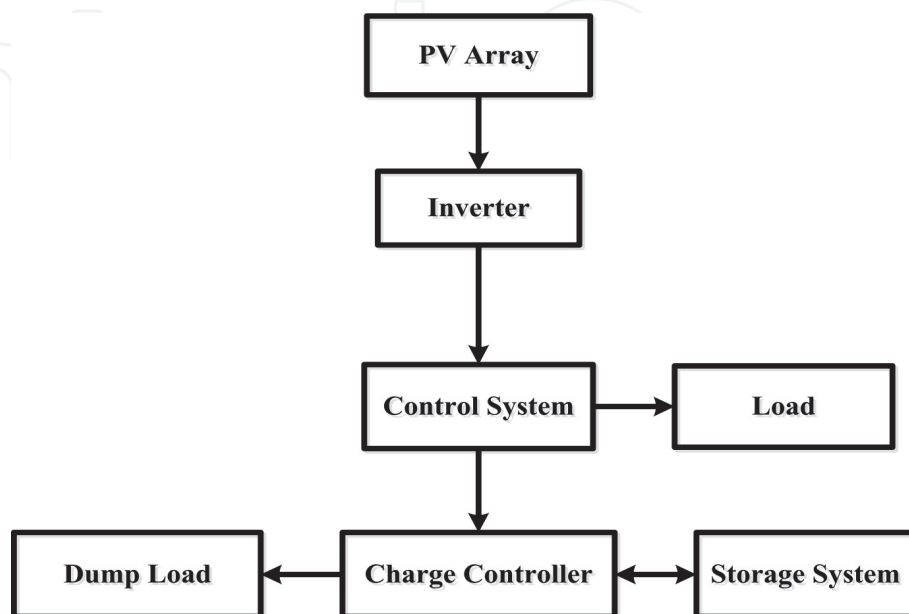 PV Array
Inverter
Control System
Load
Dump Load
Charge Controller
Storage System